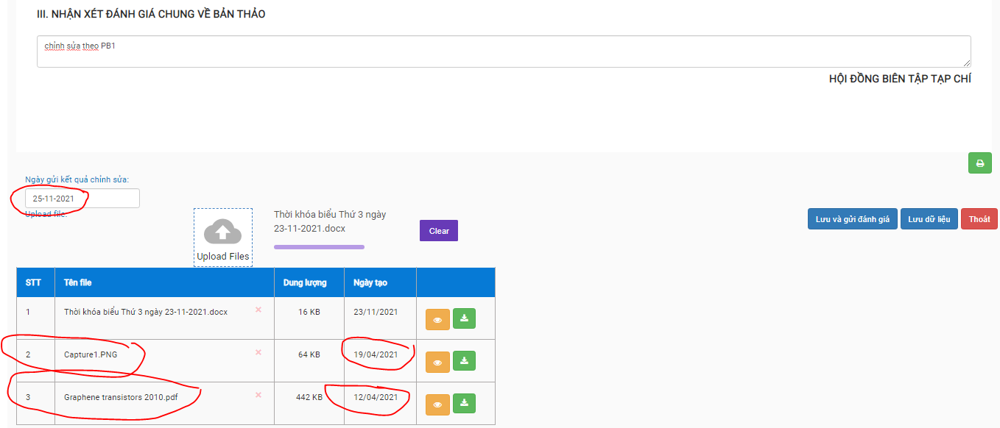 III. NHẬN XÉT ĐÁNH GIÁ CHUNG VỀ BẢN THẢO
chỉnh sửa theo PB1
HỘI ĐỒNG BIÊN TẬP TẠP CHÍ
Ngày gửi kết quả chỉnh sửa:
25-11-2021
Upload file:
Upload Files
Thời khóa biểu Thứ 3 ngày
23-11-2021.docx
Clear
Lưu và gửi đánh giá Lưu dữ liệu Thoát
STT Tên file Dung lượng Ngày tạo
1 Thời khóa biểu Thứ 3 ngày 23-11-2021.docx 16 KB 23/11/2021
2 Capture1.PNG 64 KB 19/04/2021
3 Graphene transistors 2010.pdf 442 KB 12/04/2021